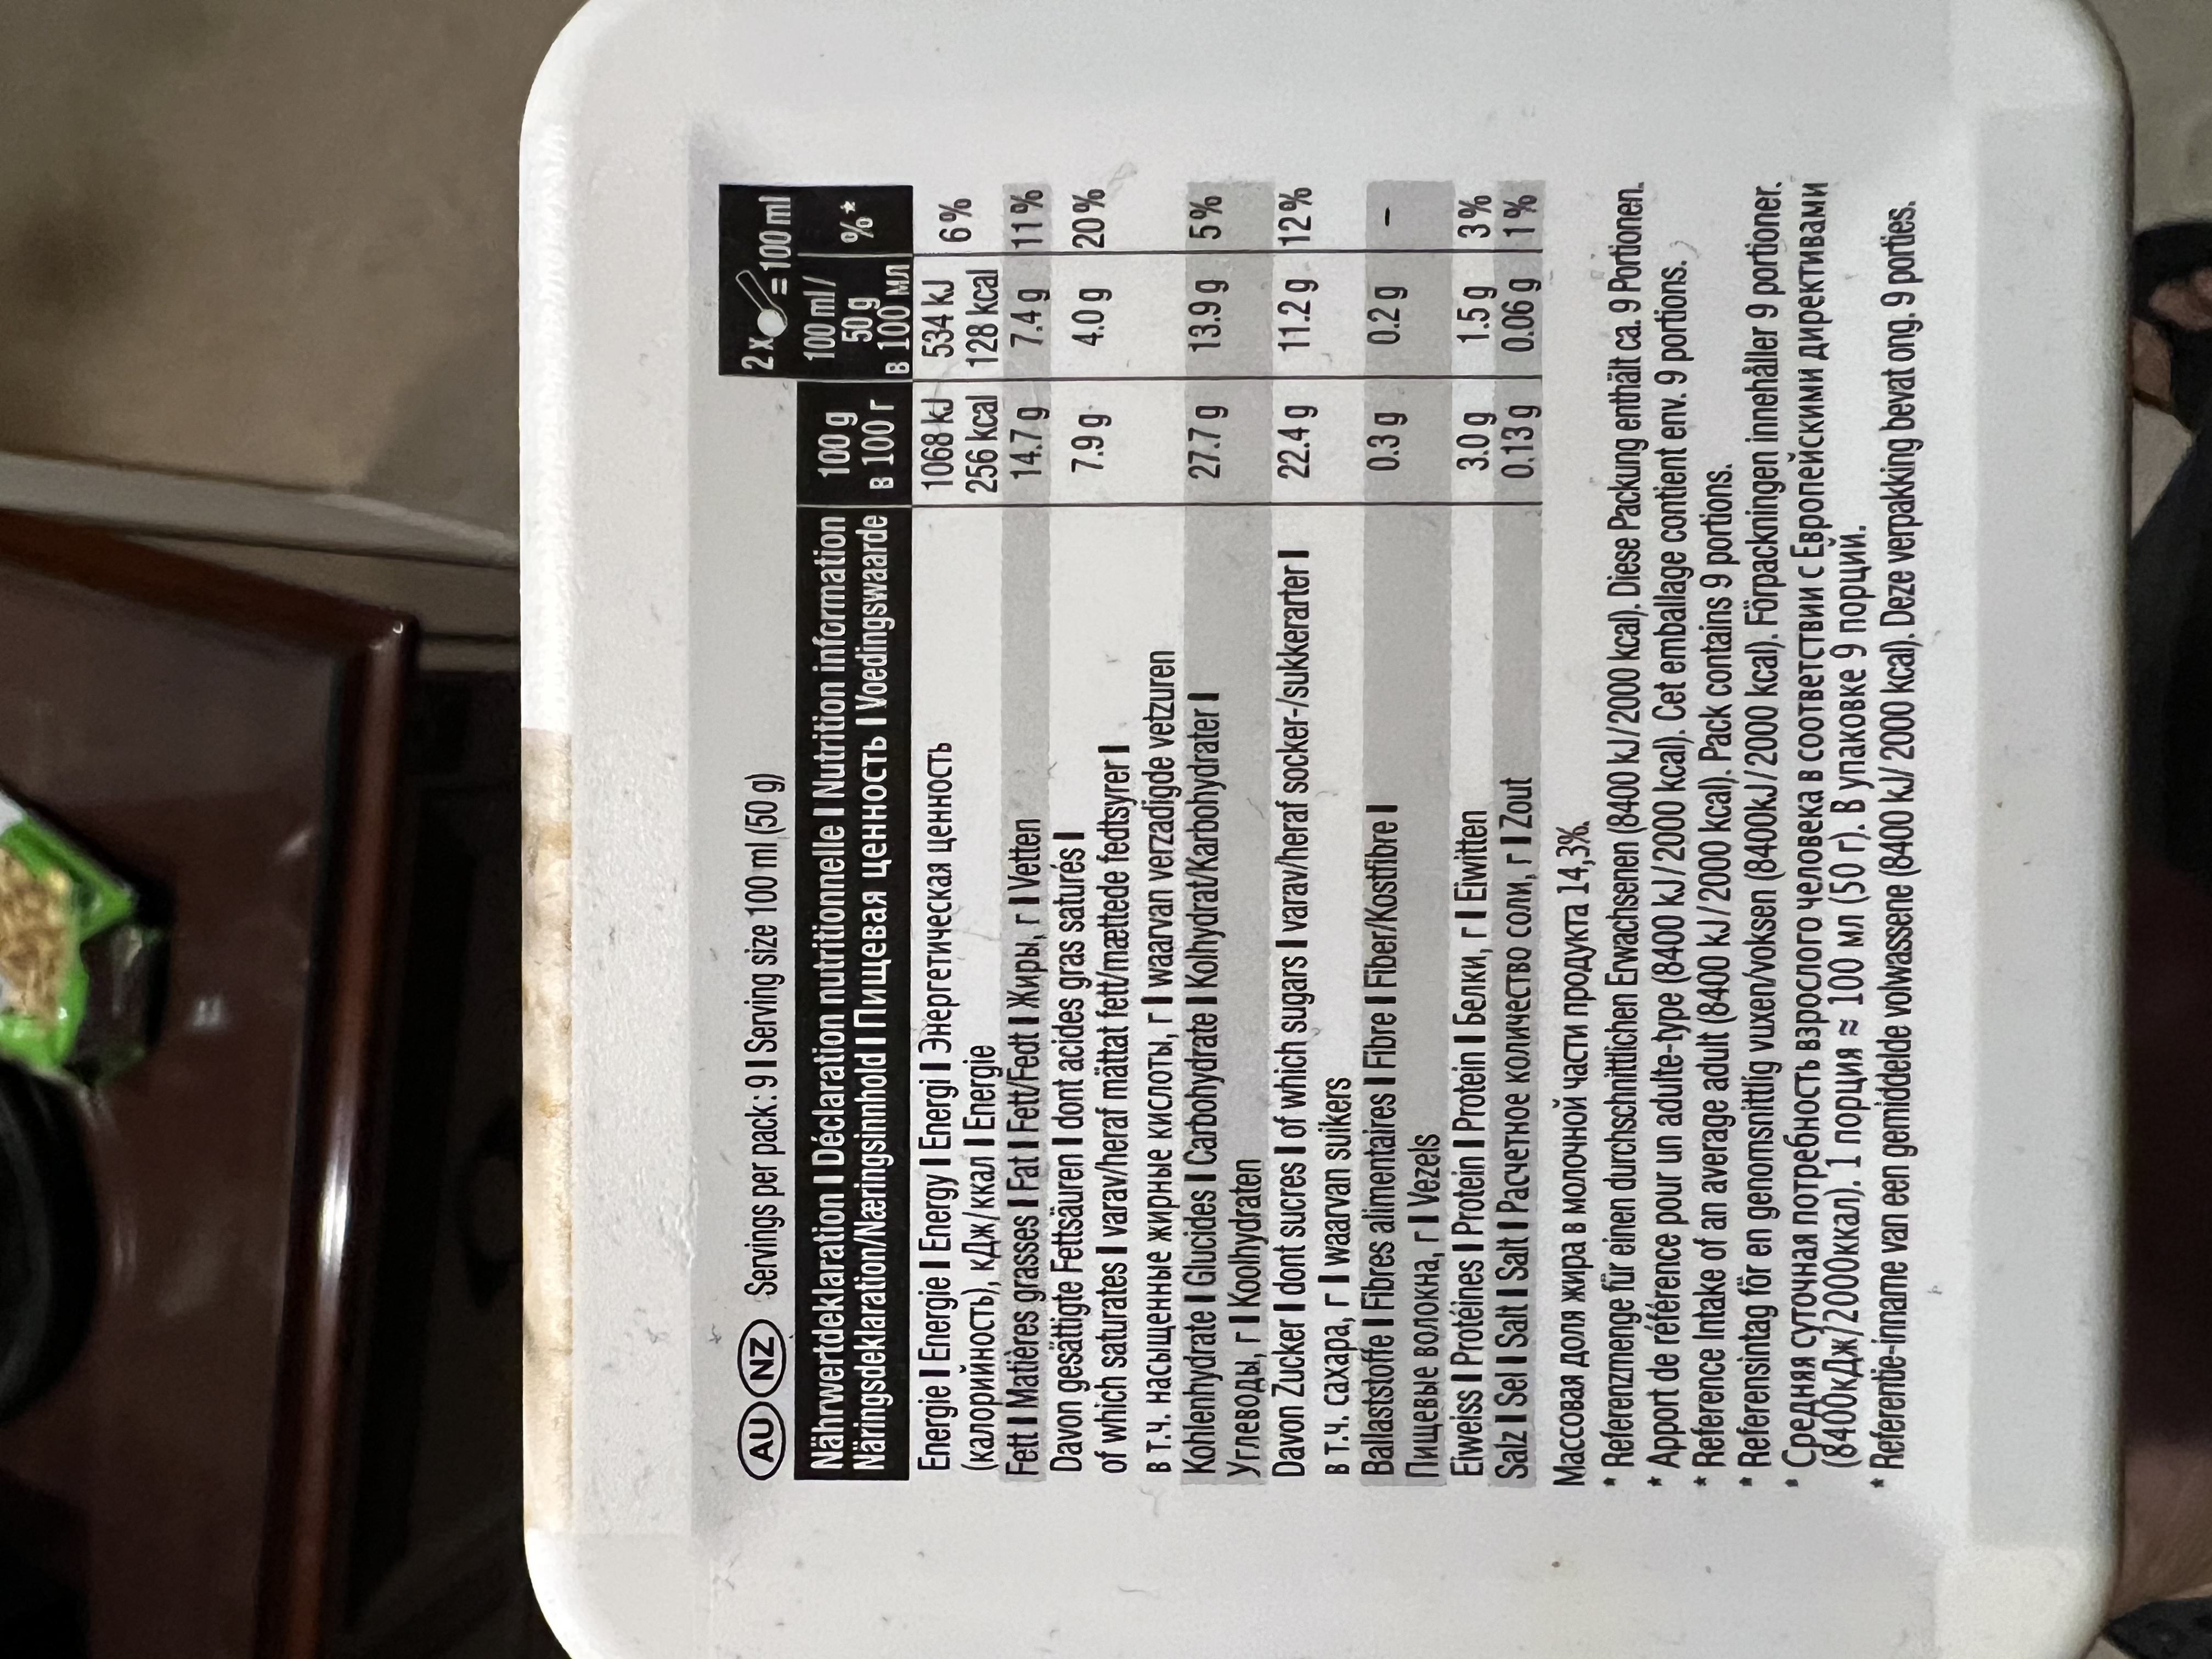 AU NZ Servings per pack: 9 I Serving size 100 ml (50 g)
2 x = 100 ml
Nährwertdeklaration I Déclaration nutritionnelle I Nutrition information
Näringsdeklaration/Næringsinnhold I Пищевая ценность I Voedingswaarde
100 g
в 100 г
100 ml /
50 g
в 100 мл
%*
Energie I Energie I Energy I Energi I Энергетическая ценность 1068 kJ 534 kJ 6%
(калорийность), кДж/ккал I Energie 256 kcal 128 kcal
Fett I Matières grasses I Fat I Fett/Fedt I Жиры, г I Vetten 14.7 g 7.4 g 11%
Davon gesättigte Fettsäuren I dont acides gras saturés I 7.9 g 4.0 g 20%
of which saturates I varav/heraf mättat fett/mættede fedtsyrer I
в т.ч. насыщенные жирные кислоты, г I waarvan verzadigde vetzuren
Kohlenhydrate I Glucides I Carbohydrate I Kolhydrat/Karbohydrater I 27.7 g 13.9 g 5%
Углеводы, г I Koolhydraten
Davon Zucker I dont sucres I of which sugars I varav/heraf socker-/sukkerarter I 22.4 g 11.2 g 12%
в т.ч. сахара, г I waarvan suikers
Ballaststoffe I Fibres alimentaires I Fibre I Fiber/Kostfibre I 0.3 g 0.2 g –
Пищевые волокна, г I Vezels
Eiweiss I Protéines I Protein I Protein I Белки, г I Eiwitten 3.0 g 1.5 g 3%
Salz I Sel I Salt I Salt I Расчетное количество соли, г I Zout 0.13 g 0.06 g 1%
Массовая доля жира в молочной части продукта 14,3%.
* Referenzmenge für einen durchschnittlichen Erwachsenen (8400 kJ/2000 kcal). Diese Packung enthält ca. 9 Portionen.
* Apport de référence pour un adulte-type (8400 kJ/2000 kcal). Cet emballage contient env. 9 portions.
* Reference Intake of an average adult (8400 kJ/2000 kcal). Pack contains 9 portions.
* Referensintag för en genomsnittlig vuxen/voksen (8400kJ/2000 kcal). Förpackningen innehåller 9 portioner.
* Средняя суточная потребность взрослого человека в соответствии с Европейскими директивами
(8400кДж/2000ккал). 1 порция ≈ 100 мл (50 г). В упаковке 9 порций.
* Referentie-inname van een gemiddelde volwassene (8400 kJ/ 2000 kcal). Deze verpakking bevat ong. 9 porties.